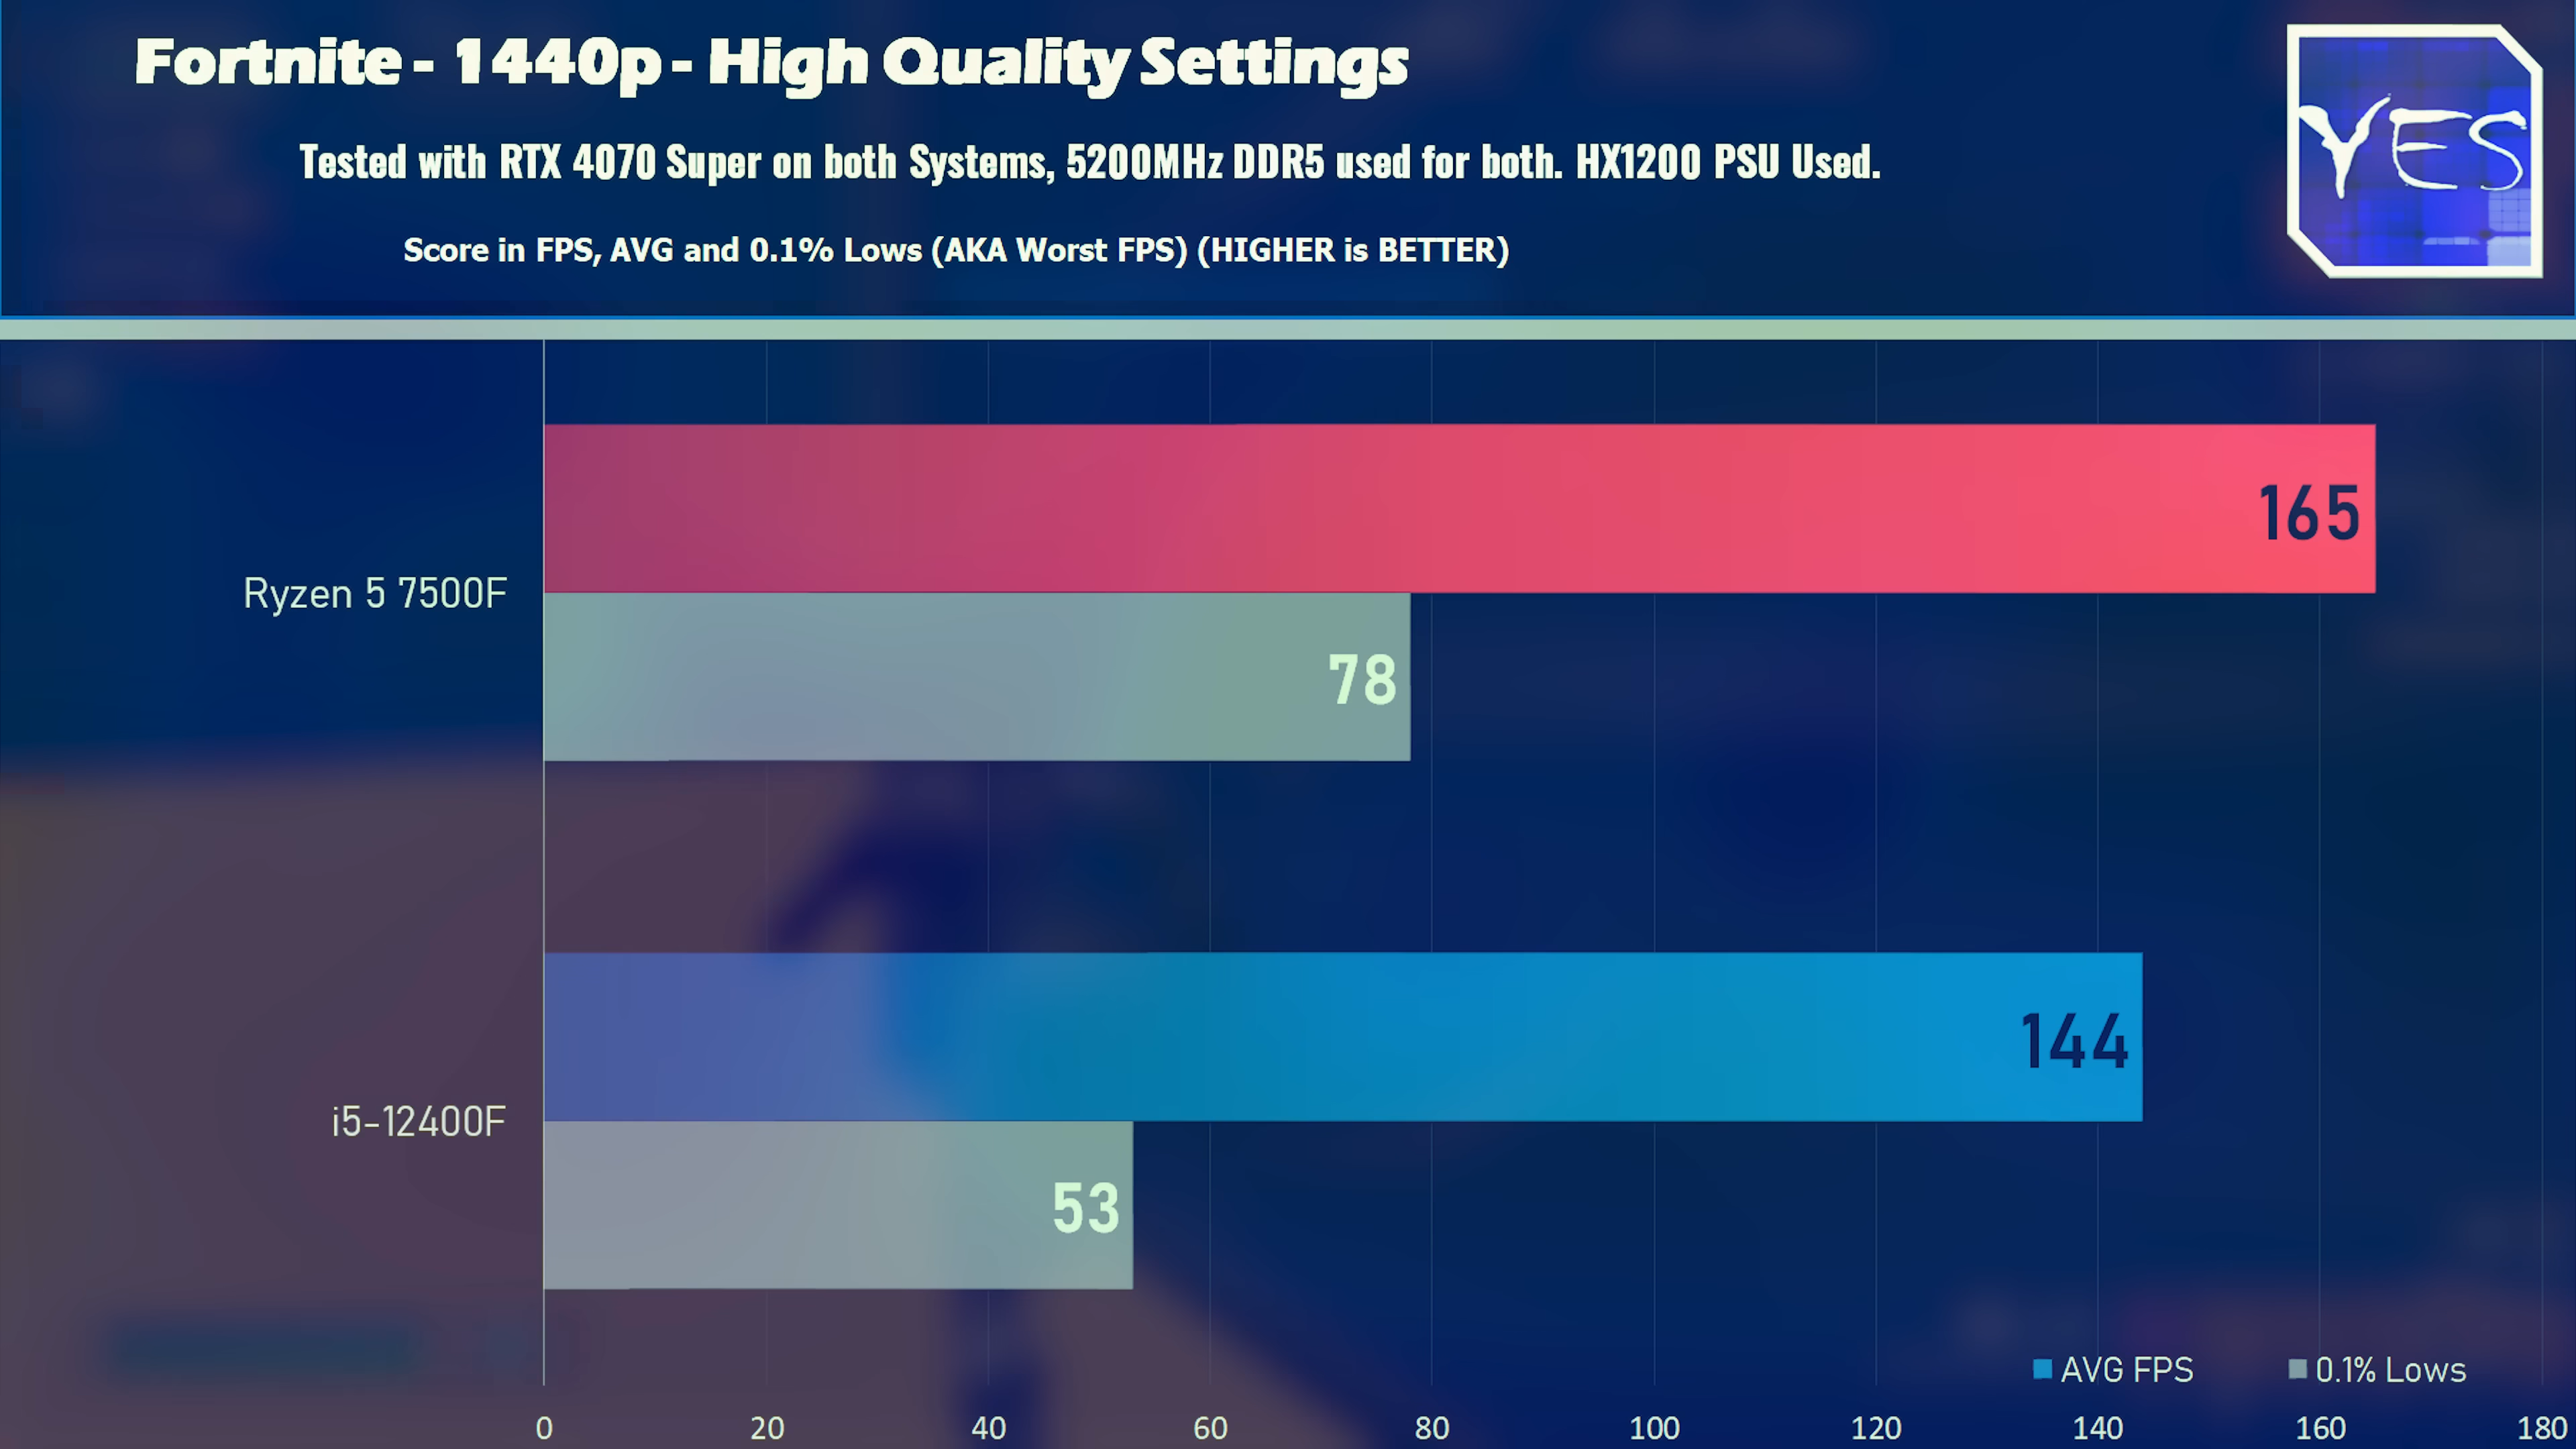 Fortnite - 1440p - High Quality Settings
YES
Tested with RTX 4070 Super on both Systems, 5200MHz DDR5 used for both. HX1200 PSU Used.
Score in FPS, AVG and 0.1% Lows (AKA Worst FPS) (HIGHER is BETTER)
165
Ryzen 5 7500F
78
144
i5-12400F
53
AVG FPS 0.1% Lows
0 20 40 60 80 100 120 140 160 180